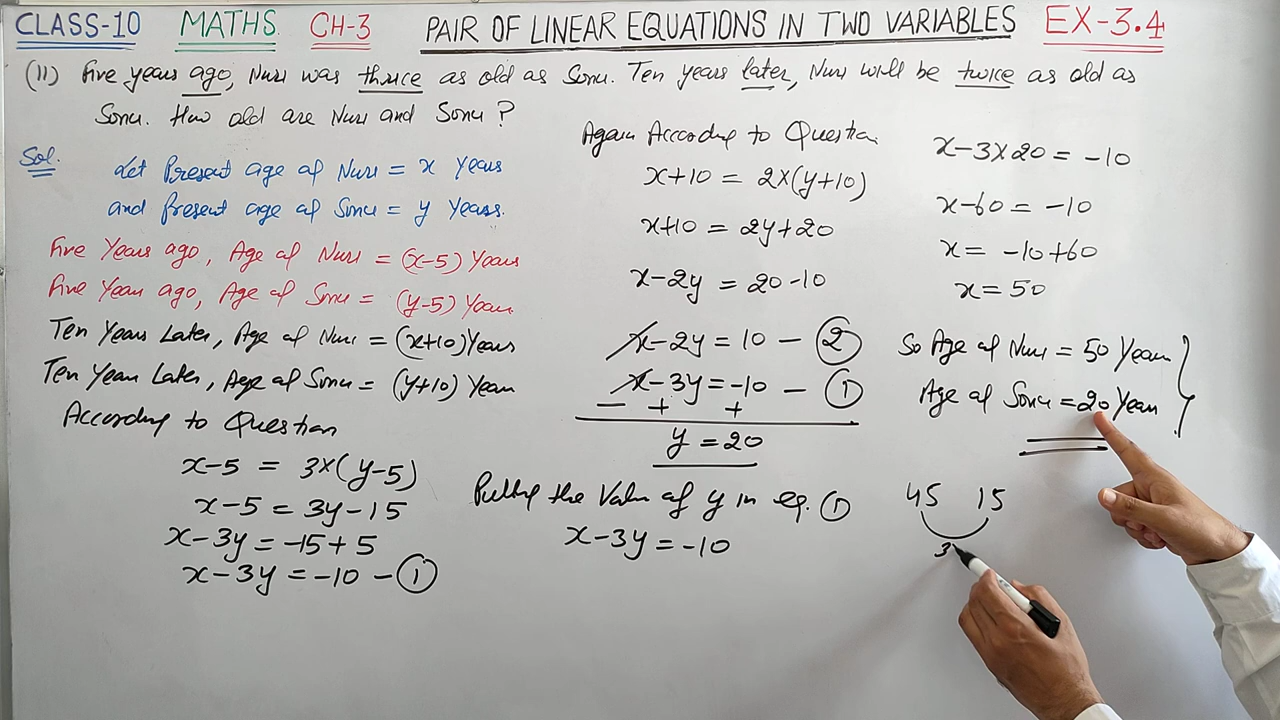 CLASS-10 MATHS CH-3 PAIR OF LINEAR EQUATIONS IN TWO VARIABLES EX-3.4
(II) Five years ago, Nuri was thrice as old as Sonu. Ten years later, Nuri will be twice as old as
Sonu. How old are Nuri and Sonu?
Sol.
Let Present age of Nuri = x Years
and Present age of Sonu = y Years.
Five Years ago, Age of Nuri = (x-5) Years
Five Years ago, Age of Sonu = (y-5) Years
Ten Years Later, Age of Nuri = (x+10) Years
Ten Year Later, Age of Sonu = (y+10) Year
According to Question
x-5 = 3×(y-5)
x-5 = 3y-15
x-3y = -15+5
x-3y = -10 - ①
Again According to Question
x+10 = 2×(y+10)
x+10 = 2y+20
x-2y = 20-10
x-2y = 10 - ②
x-3y = -10 - ①
- + +
y = 20
Putting the Value of y in eq. ①
x-3y = -10
x-3×20 = -10
x-60 = -10
x = -10+60
x = 50
So Age of Nuri = 50 Years
Age of Sonu = 20 Years
45 15
3